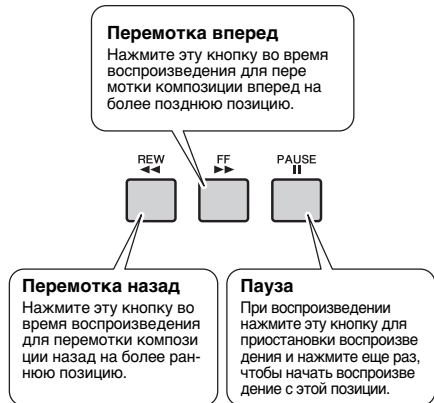 Перемотка вперед
Нажмите эту кнопку во время
воспроизведения для пере
мотки композиции вперед на
более позднюю позицию.
REW
◄◄
FF
►►
PAUSE
II
Перемотка назад
Нажмите эту кнопку во
время воспроизведения
для перемотки компози
ции назад на более ран-
нюю позицию.
Пауза
При воспроизведении
нажмите эту кнопку для
приостановки воспроизве
дения и нажмите еще раз,
чтобы начать воспроизве
дение с этой позиции.